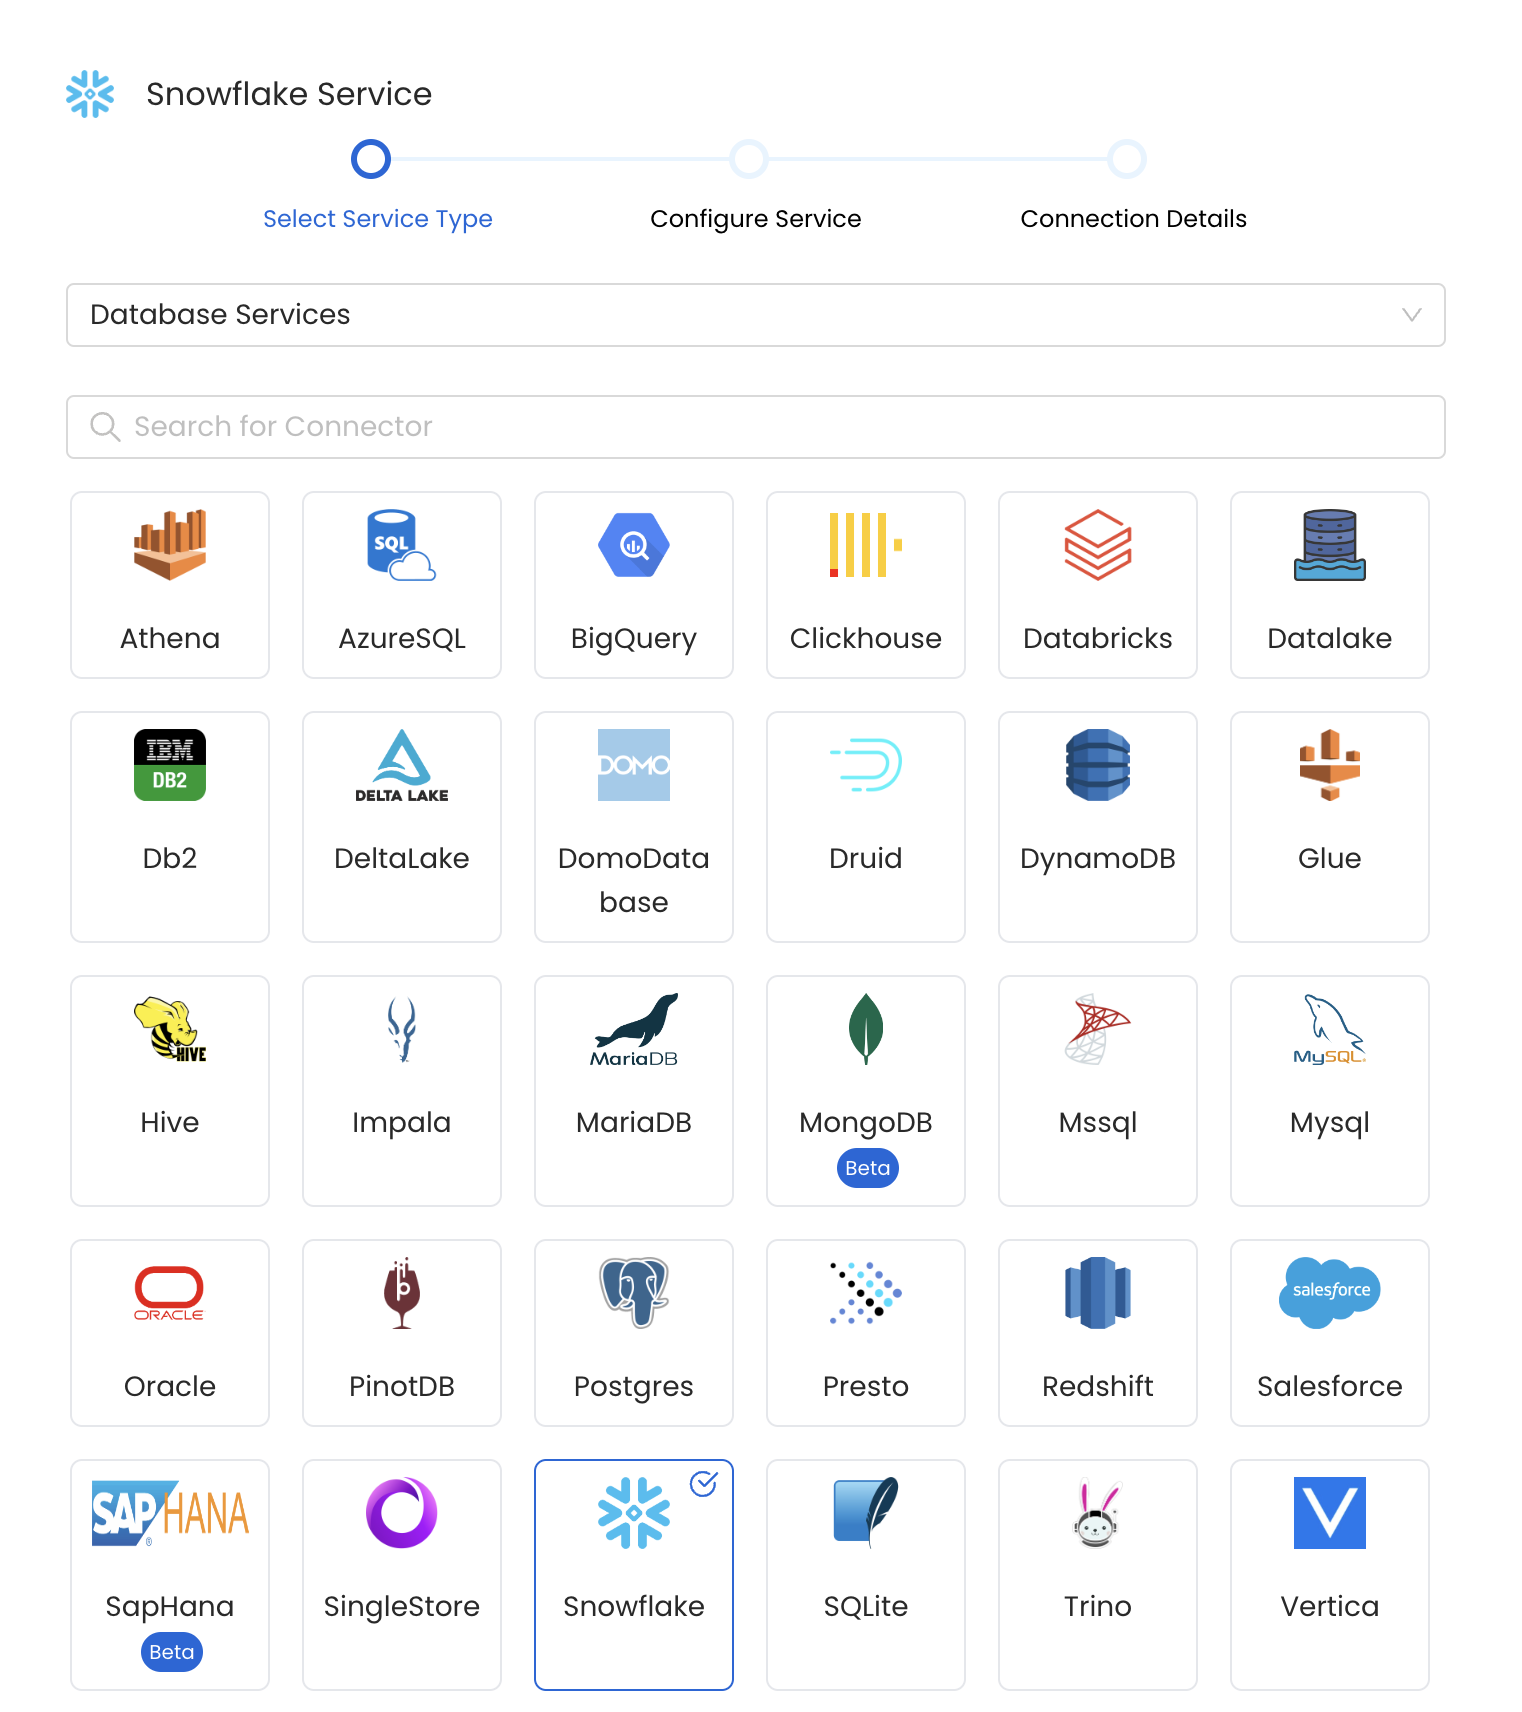 Snowflake Service
Select Service Type
Configure Service
Connection Details
Database Services
Search for Connector
SQL
Athena
AzureSQL
BigQuery
Clickhouse
Databricks
Datalake
IBM
DB2
DELTA LAKE
DOMO
Db2
DeltaLake
DomoData
base
Druid
DynamoDB
Glue
HIVE
MariaDB
MySQL
Hive
Impala
MariaDB
MongoDB
Beta
Mssql
Mysql
ORACLE
p
salesforce
Oracle
PinotDB
Postgres
Presto
Redshift
Salesforce
SAP HANA
®
SapHana
Beta
SingleStore
Snowflake
SQLite
Trino
Vertica